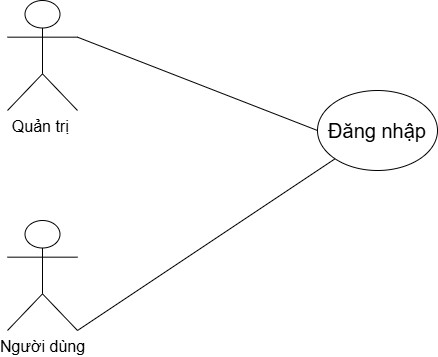 Quản trị
Đăng nhập
Người dùng